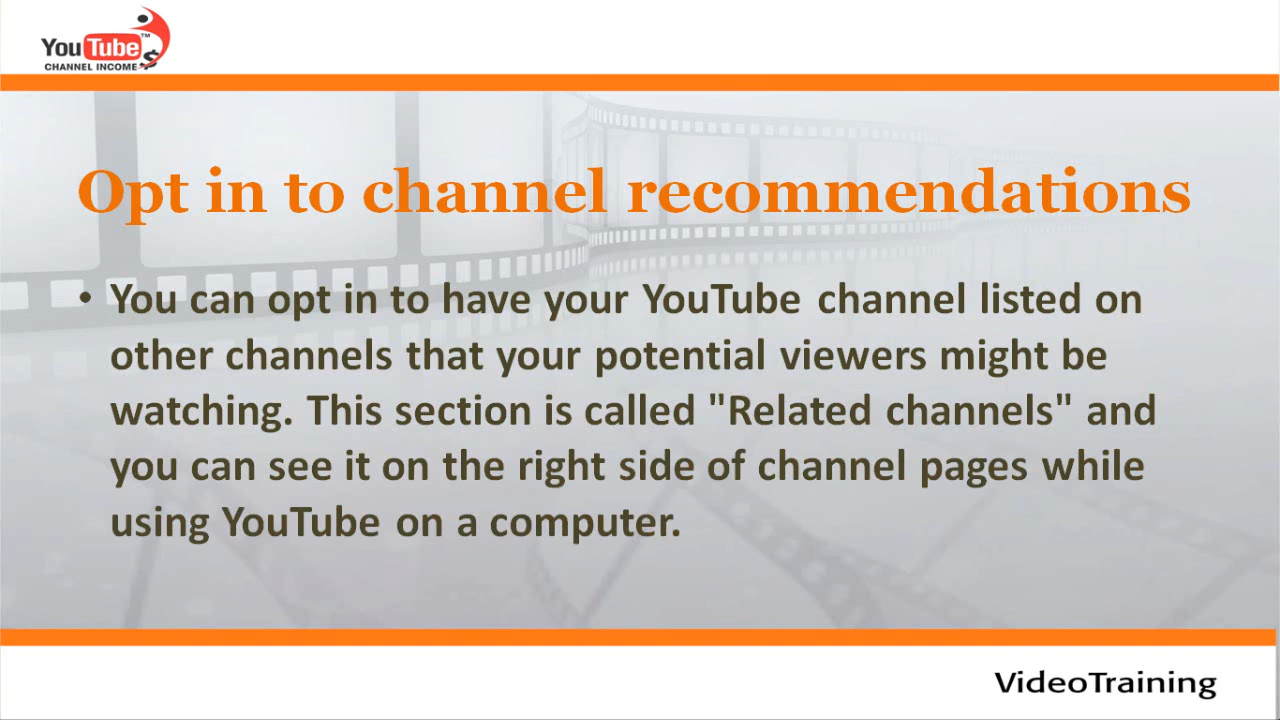 YouTube™
CHANNEL INCOME
Opt in to channel recommendations
• You can opt in to have your YouTube channel listed on
other channels that your potential viewers might be
watching. This section is called "Related channels" and
you can see it on the right side of channel pages while
using YouTube on a computer.
VideoTraining